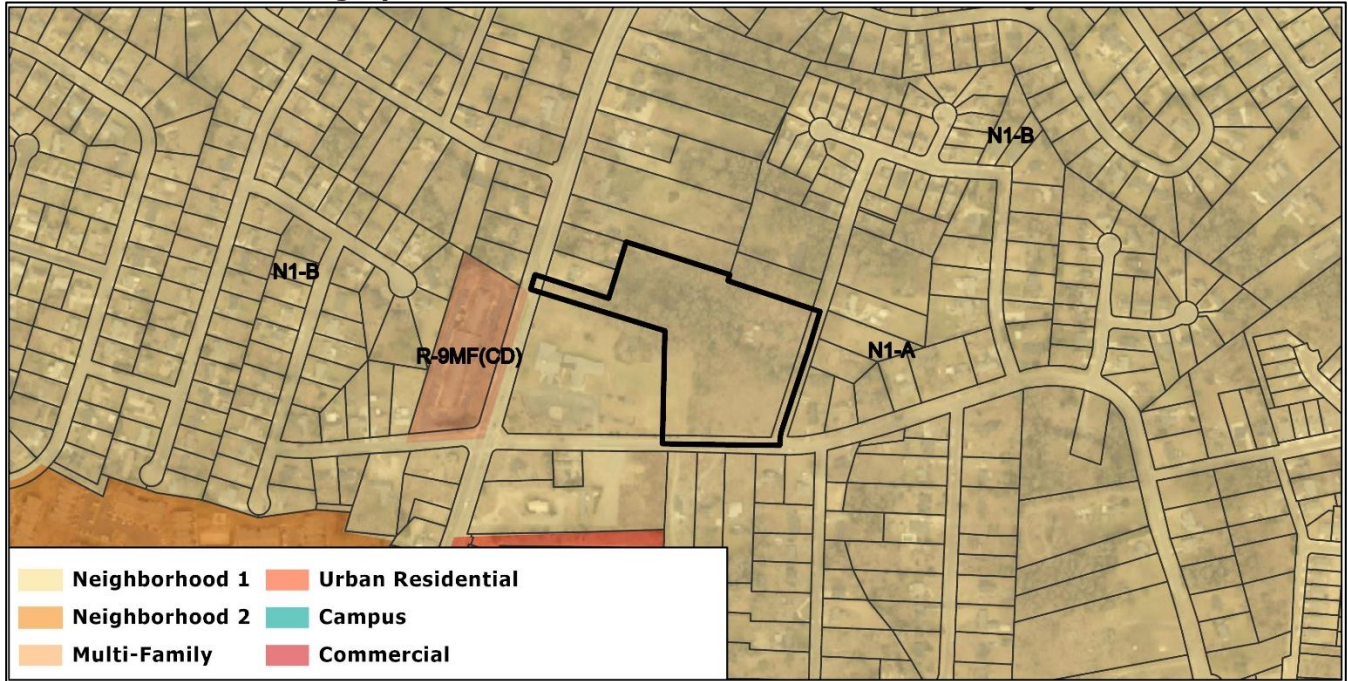 N1-B
N1-B
R-9MF(CD)
N1-A
Neighborhood 1
Urban Residential
Neighborhood 2
Campus
Multi-Family
Commercial